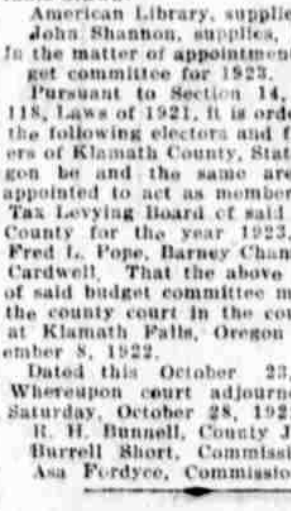 American Library, supplie
John Shannon, supplies,
In the matter of appointment
get committee for 1923.
Pursuant to Section 14,
118, Laws of 1921, it is orde
the following electors and f
ers of Klamath County, Stat
gon be and the same are
appointed to act as member
Tax Levying Board of said
County for the year 1923,
Fred L. Pope, Barney Cham
Cardwell, That the above
of said budget committee m
the county court in the cou
at Klamath Falls, Oregon
ember 8, 1922.
Dated this October 23,
Whereupon court adjourne
Saturday, October 28, 192
R. H. Bunnell, County J
Burrell Short, Commissi
Asa Fordyce, Commissio